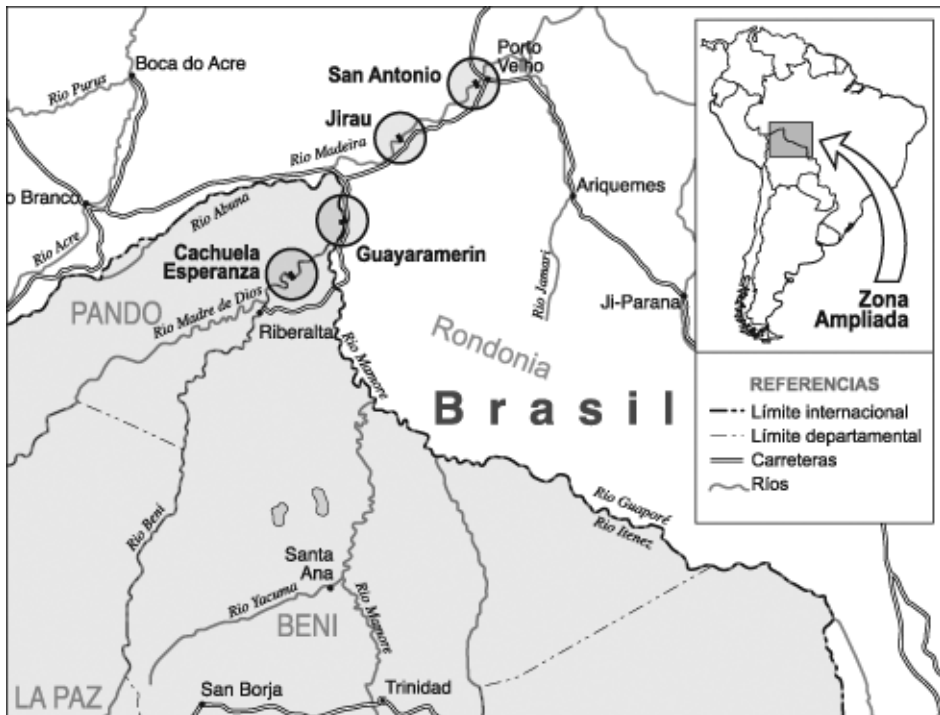 Boca do Acre
Rio Purus
San Antonio
Porto
Velho
Jirau
Rio Madeira
o Branco
Rio Abuna
Rio Acre
Ariquemes
Cachuela
Esperanza
Guayaramerin
PANDO
Rio Madre de Dios
Riberalta
Rio Jamari
Ji-Parana
Rondonia
Rio Mamore
Brasil
Rio Guaporé
Rio Itenez
Rio Beni
Santa
Ana
Rio Yacuma
Rio Mamore
BENI
LA PAZ
San Borja
Trinidad
Zona
Ampliada
REFERENCIAS
Límite internacional
Límite departamental
Carreteras
Ríos